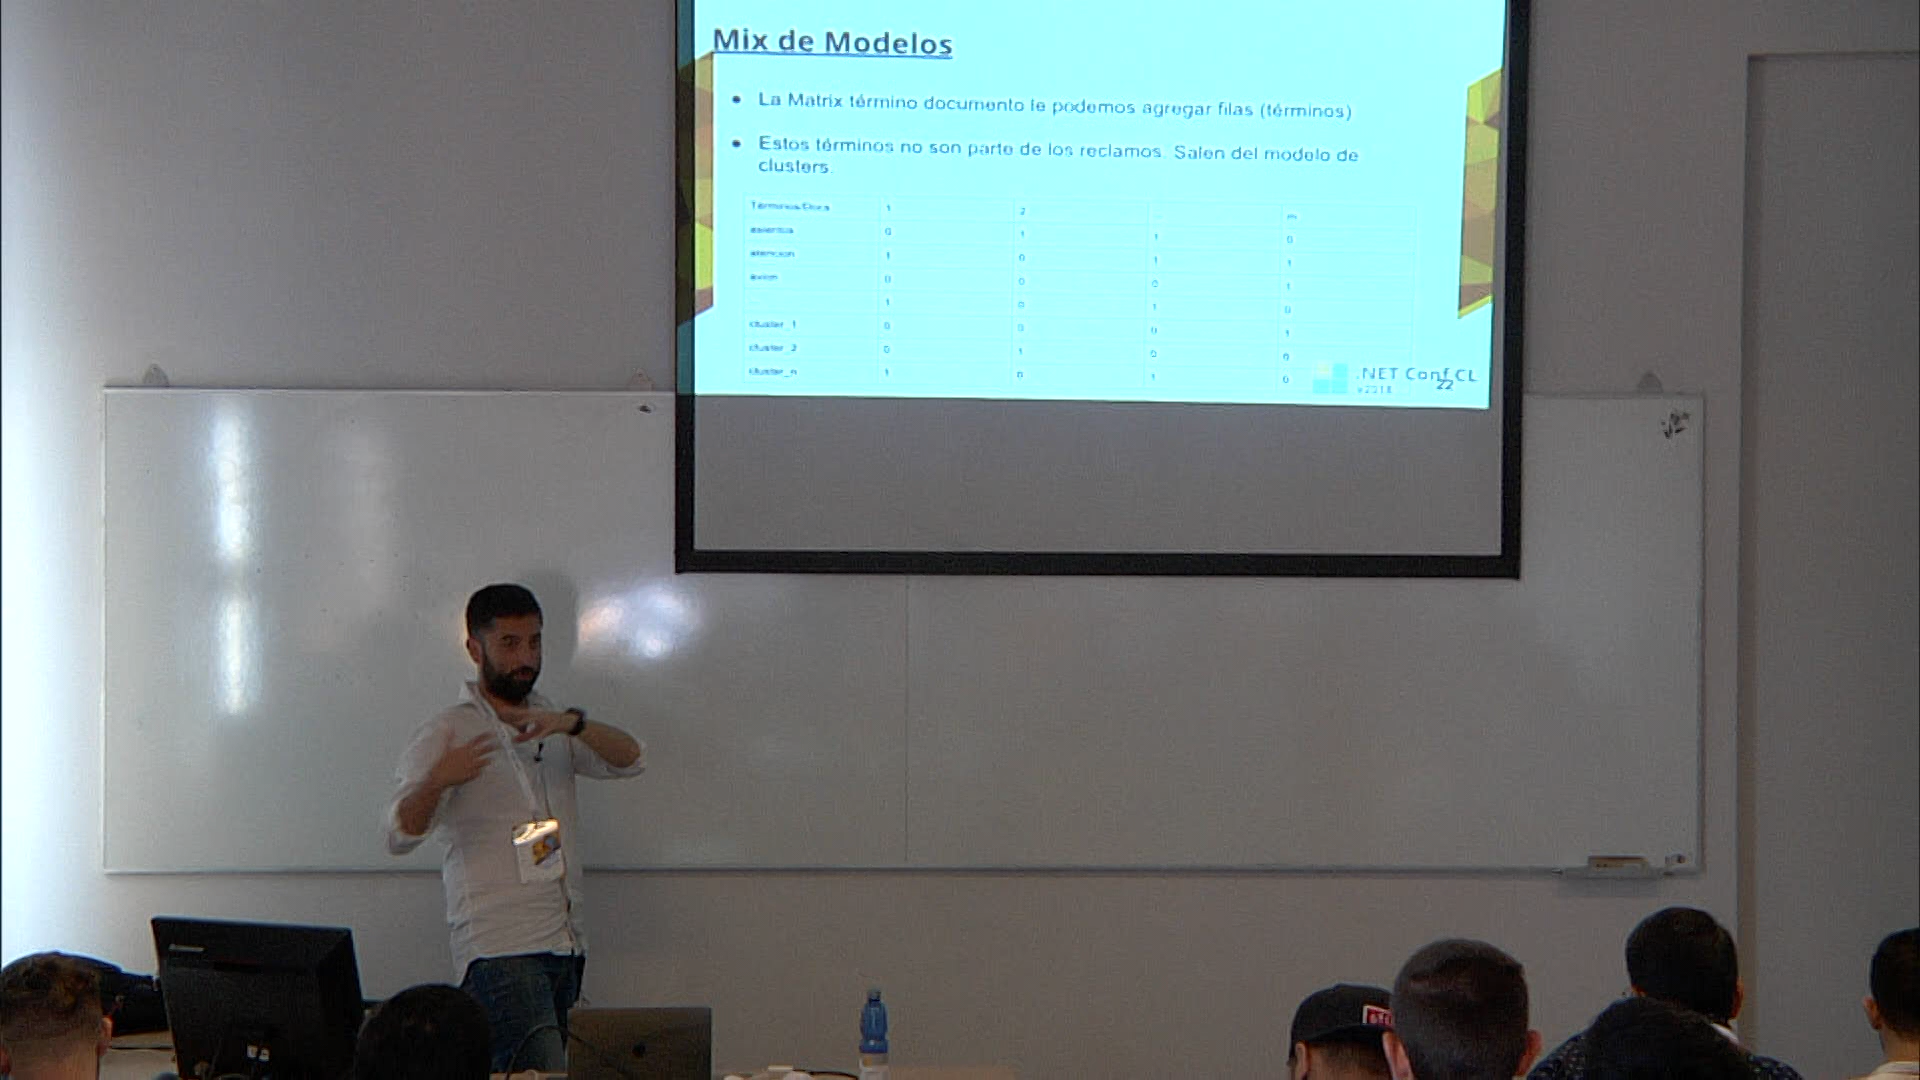 Mix de Modelos
La Matrix término documento le podemos agregar filas (términos)
Estos términos no son parte de los reclamos. Salen del modelo de
clusters.
1 2 m
0 1 1 0
atencion 1 0 1 1
0 0 0 1
1 0 1 0
cluster_1 0 0 0 1
cluster_2 0 1 0 0
cluster_n 1 0 1 0
.NET Conf CL
v2018
22